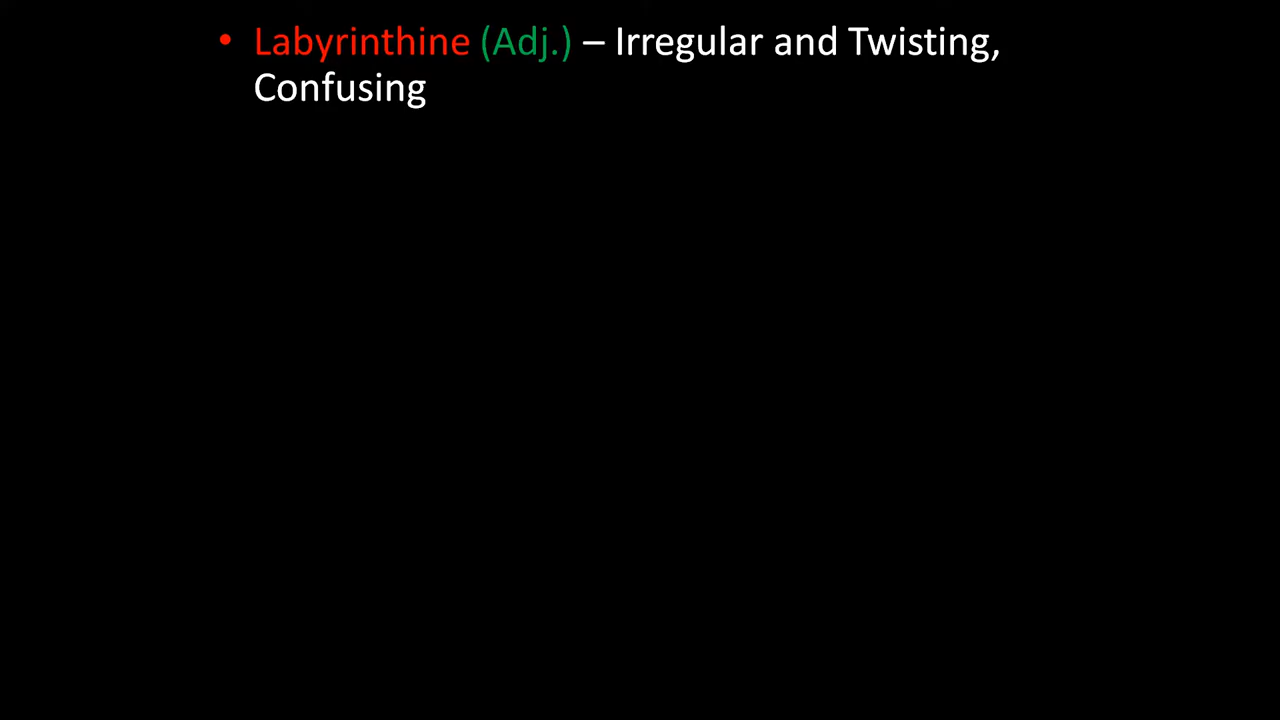 • Labyrinthine (Adj.) – Irregular and Twisting,
Confusing